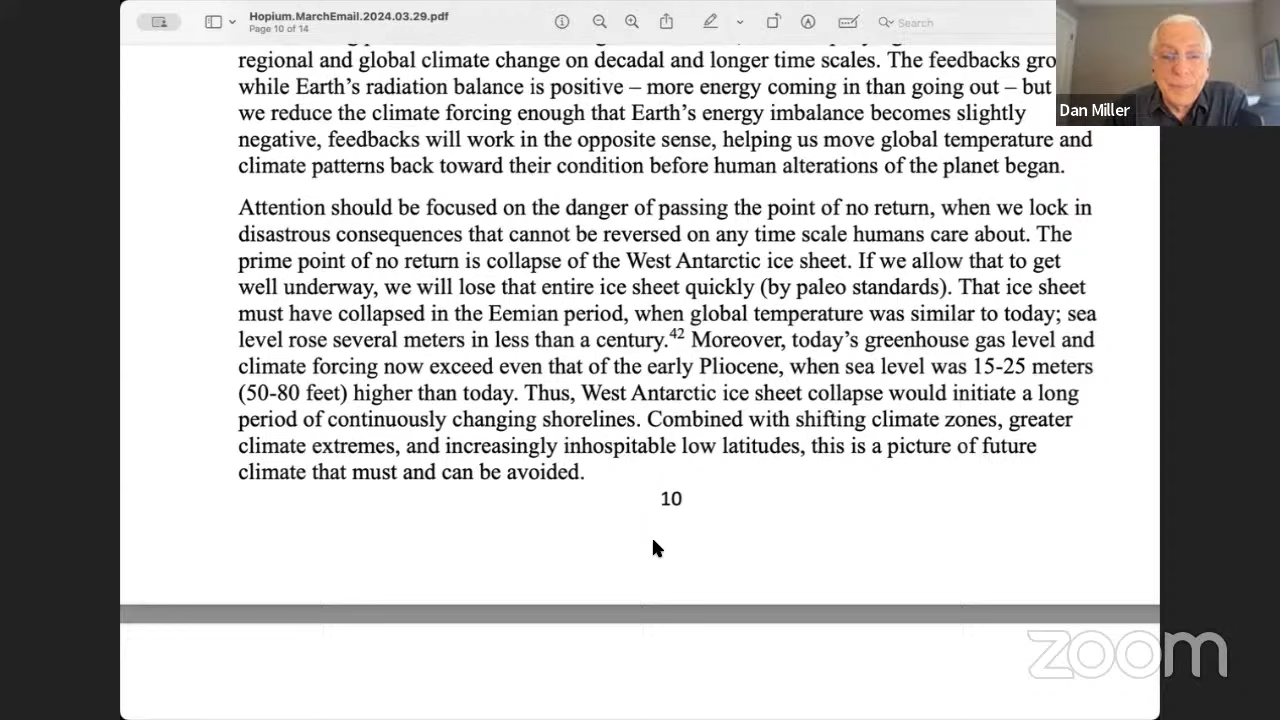 Hopium.MarchEmail.2024.03.29.pdf
Page 10 of 14
Search
regional and global climate change on decadal and longer time scales. The feedbacks gro
while Earth's radiation balance is positive – more energy coming in than going out – but
we reduce the climate forcing enough that Earth's energy imbalance becomes slightly
negative, feedbacks will work in the opposite sense, helping us move global temperature and
climate patterns back toward their condition before human alterations of the planet began.
Attention should be focused on the danger of passing the point of no return, when we lock in
disastrous consequences that cannot be reversed on any time scale humans care about. The
prime point of no return is collapse of the West Antarctic ice sheet. If we allow that to get
well underway, we will lose that entire ice sheet quickly (by paleo standards). That ice sheet
must have collapsed in the Eemian period, when global temperature was similar to today; sea
level rose several meters in less than a century.42 Moreover, today's greenhouse gas level and
climate forcing now exceed even that of the early Pliocene, when sea level was 15-25 meters
(50-80 feet) higher than today. Thus, West Antarctic ice sheet collapse would initiate a long
period of continuously changing shorelines. Combined with shifting climate zones, greater
climate extremes, and increasingly inhospitable low latitudes, this is a picture of future
climate that must and can be avoided.
10
Dan Miller
zoom